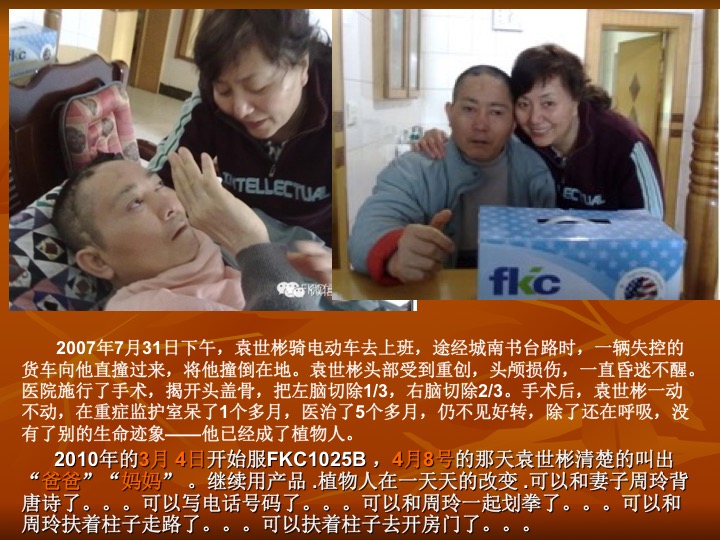 fkc
INTELLECTUAL
INTELLECTUAL
fkc
2007年7月31日下午，袁世彬骑电动车去上班，途经城南书台路时，一辆失控的
货车向他直撞过来，将他撞倒在地。袁世彬头部受到重创，头颅损伤，一直昏迷不醒。
医院施行了手术，揭开头盖骨，把左脑切除1/3，右脑切除2/3。手术后，袁世彬一动
不动，在重症监护室呆了1个多月，医治了5个多月，仍不见好转，除了还在呼吸，没
有了别的生命迹象——他已经成了植物人。
2010年的3月 4日开始服FKC1025B ，4月8号的那天袁世彬清楚的叫出
“爸爸”“妈妈” 。继续用产品 .植物人在一天天的改变 .可以和妻子周玲背
唐诗了。。。可以写电话号码了。。。可以和周玲一起划拳了。。。可以和
周玲扶着柱子走路了。。。可以扶着柱子去开房门了。。。